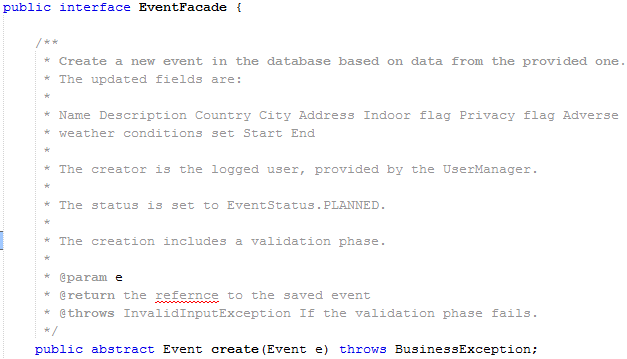 public interface EventFacade {
/**
* Create a new event in the database based on data from the provided one.
* The updated fields are:
*
* Name Description Country City Address Indoor flag Privacy flag Adverse
* weather conditions set Start End
*
* The creator is the logged user, provided by the UserManager.
*
* The status is set to EventStatus.PLANNED.
*
* The creation includes a validation phase.
*
* @param e
* @return the refernce to the saved event
* @throws InvalidInputException If the validation phase fails.
*/
public abstract Event create(Event e) throws BusinessException;